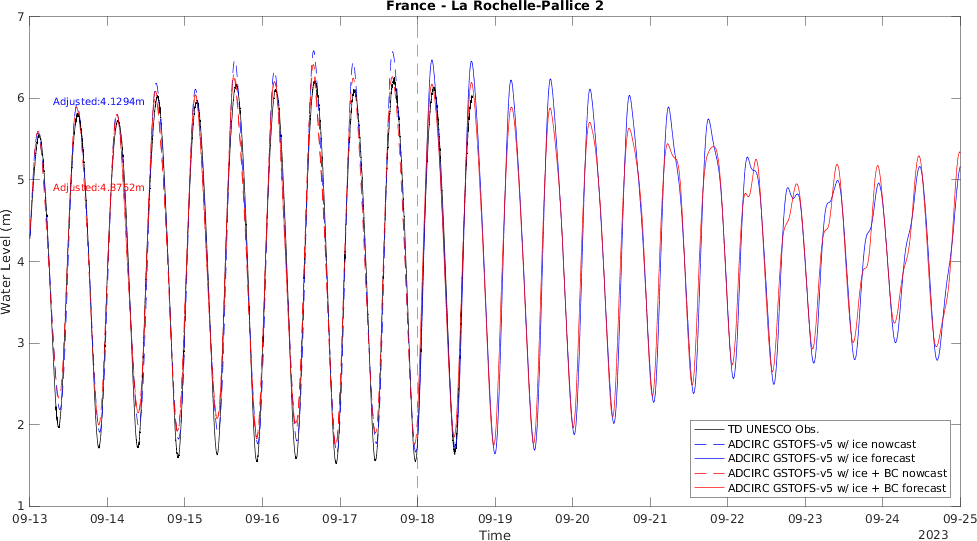 France - La Rochelle-Pallice 2
7
6
5
4
3
2
1
Water Level (m)
Adjusted:4.1294m
Adjusted:4.3762m
TD UNESCO Obs.
ADCIRC GSTOFS-v5 w/ ice nowcast
ADCIRC GSTOFS-v5 w/ ice forecast
ADCIRC GSTOFS-v5 w/ ice + BC nowcast
ADCIRC GSTOFS-v5 w/ ice + BC forecast
09-13 09-14 09-15 09-16 09-17 09-18 09-19 09-20 09-21 09-22 09-23 09-24 09-25
Time
2023